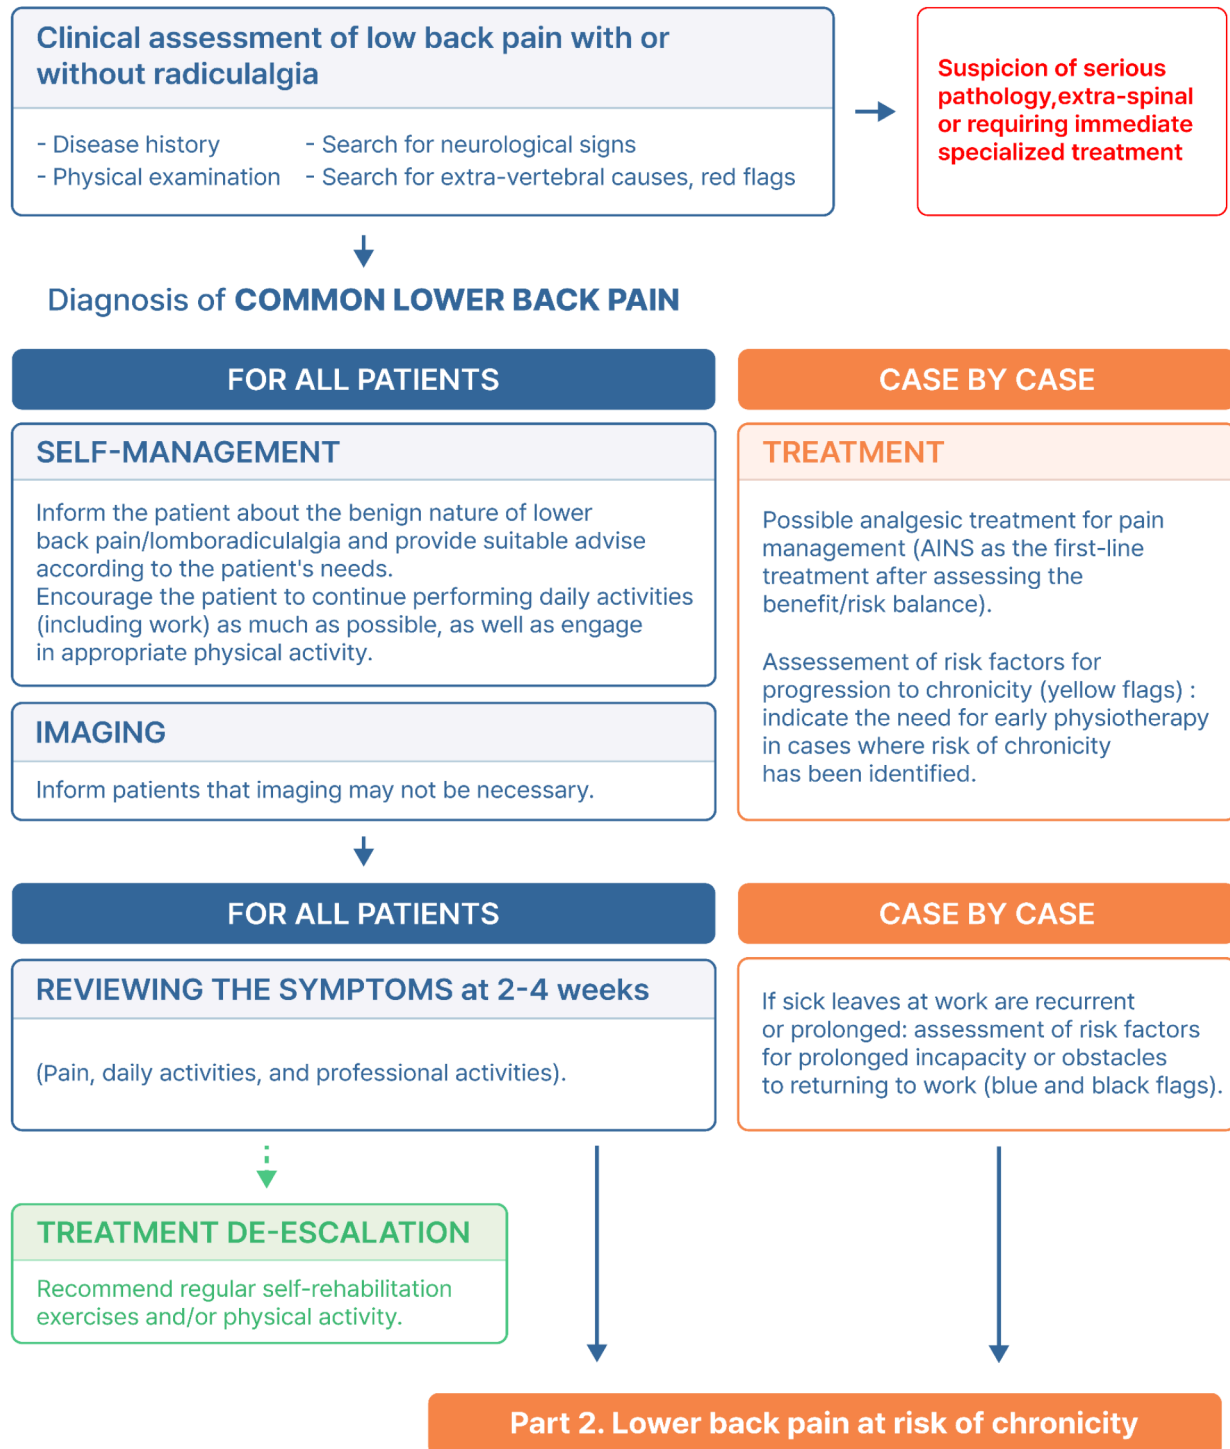 Clinical assessment of low back pain with or
without radiculalgia
- Disease history
- Physical examination
- Search for neurological signs
- Search for extra-vertebral causes, red flags
Suspicion of serious
pathology,extra-spinal
or requiring immediate
specialized treatment
Diagnosis of COMMON LOWER BACK PAIN
FOR ALL PATIENTS
SELF-MANAGEMENT
Inform the patient about the benign nature of lower
back pain/lomboradiculalgia and provide suitable advise
according to the patient's needs.
Encourage the patient to continue performing daily activities
(including work) as much as possible, as well as engage
in appropriate physical activity.
IMAGING
Inform patients that imaging may not be necessary.
CASE BY CASE
TREATMENT
Possible analgesic treatment for pain
management (AINS as the first-line
treatment after assessing the
benefit/risk balance).
Assessement of risk factors for
progression to chronicity (yellow flags) :
indicate the need for early physiotherapy
in cases where risk of chronicity
has been identified.
FOR ALL PATIENTS
REVIEWING THE SYMPTOMS at 2-4 weeks
(Pain, daily activities, and professional activities).
CASE BY CASE
If sick leaves at work are recurrent
or prolonged: assessment of risk factors
for prolonged incapacity or obstacles
to returning to work (blue and black flags).
TREATMENT DE-ESCALATION
Recommend regular self-rehabilitation
exercises and/or physical activity.
Part 2. Lower back pain at risk of chronicity